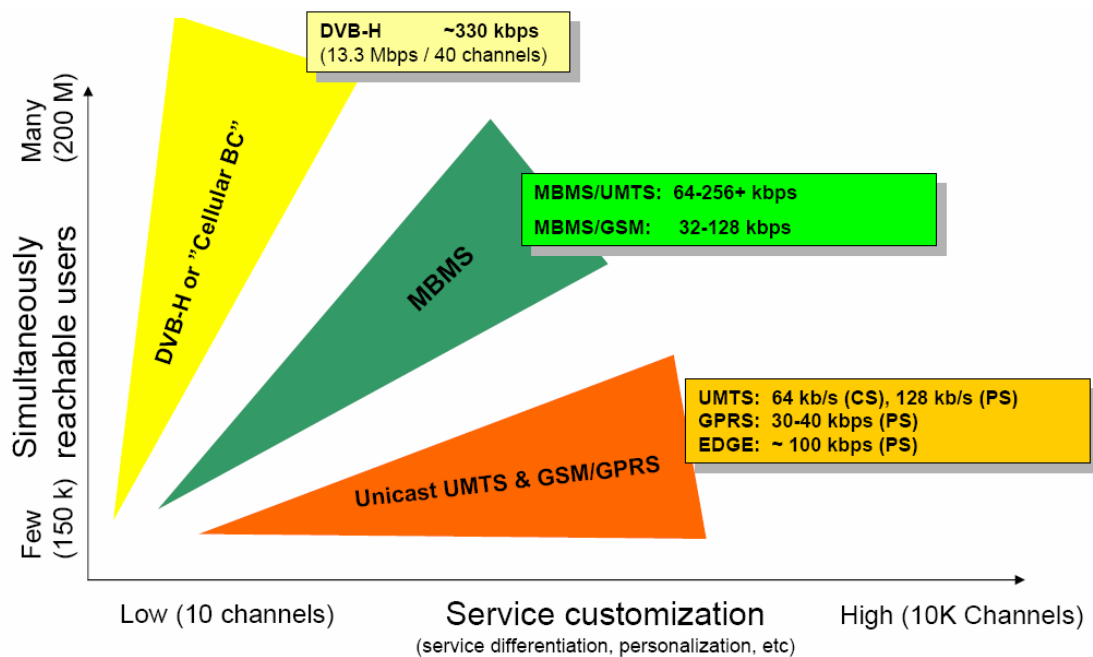 DVB-H ~330 kbps
(13.3 Mbps / 40 channels)
Many
(200 M)
DVB-H or ”Cellular BC”
MBMS/UMTS: 64-256+ kbps
MBMS/GSM: 32-128 kbps
MBMS
Simultaneously
reachable users
UMTS: 64 kb/s (CS), 128 kb/s (PS)
GPRS: 30-40 kbps (PS)
EDGE: ~ 100 kbps (PS)
Unicast UMTS & GSM/GPRS
Few
(150 k)
Low (10 channels)
Service customization
High (10K Channels)
(service differentiation, personalization, etc)